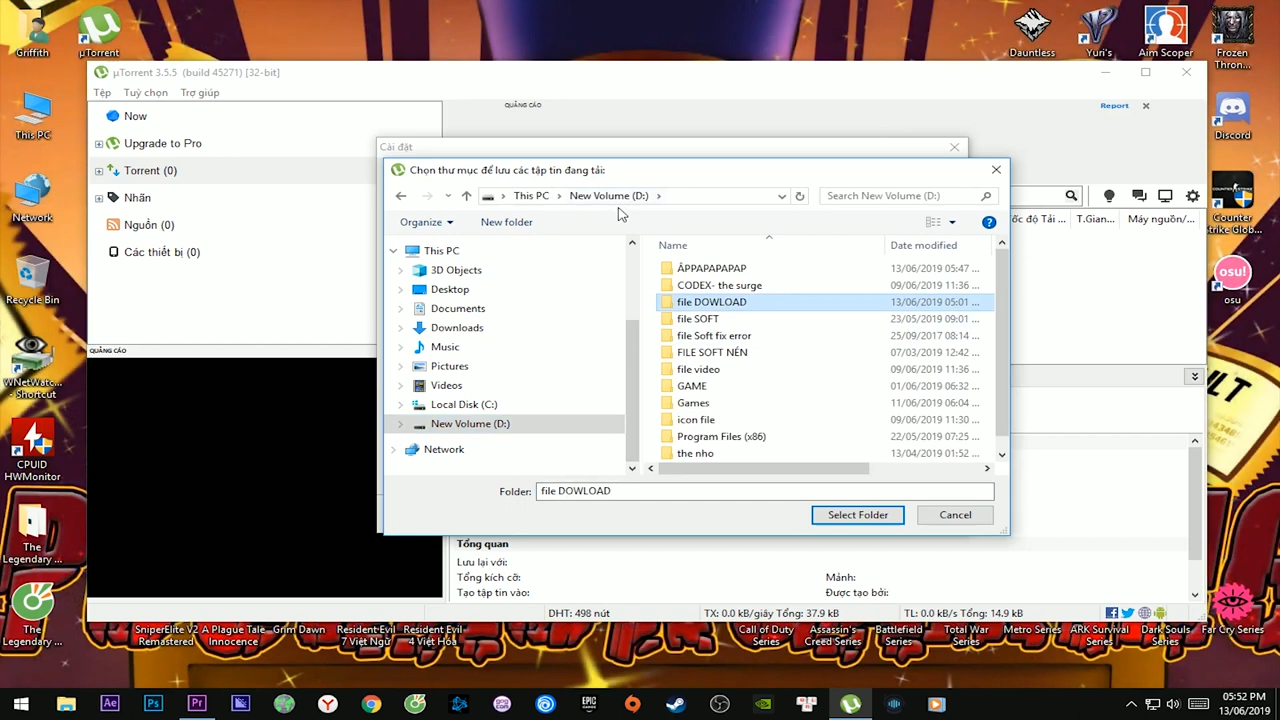 Griffith
µTorrent
Dauntless
Yuri's
Aim Scoper
Frozen
Thron...
µTorrent 3.5.5 (build 45271) [32-bit]
Tệp
Tuỳ chọn
Trợ giúp
QUẢNG CÁO
Report
Now
Upgrade to Pro
Torrent (0)
Nhãn
Nguồn (0)
Các thiết bị (0)
QUẢNG CÁO
This PC
Network
Recycle Bin
WNetWatc...
- Shortcut
CPUID
HWMonitor
The
Legendary ...
The
Legendary ...
Discord
Counter
Strike Glob...
osu!
osu
Cài đặt
Chọn thư mục để lưu các tập tin đang tải:
This PC
New Volume (D:)
Search New Volume (D:)
Organize
New folder
?
This PC
3D Objects
Desktop
Documents
Downloads
Music
Pictures
Videos
Local Disk (C:)
New Volume (D:)
Network
Name
Date modified
ÂPPAPAPAPAP
13/06/2019 05:47 ...
CODEX- the surge
09/06/2019 11:36 ...
file DOWLOAD
13/06/2019 05:01 ...
file SOFT
23/05/2019 09:01 ...
file Soft fix error
25/09/2017 08:14 ...
FILE SOFT NÉN
07/03/2019 12:42 ...
file video
09/06/2019 11:36 ...
GAME
01/06/2019 06:32 ...
Games
11/06/2019 06:04 ...
icon file
09/06/2019 11:30 ...
Program Files (x86)
22/05/2019 07:25 ...
the nho
13/04/2019 01:52 ...
Folder:
file DOWLOAD
Select Folder
Cancel
Tốc độ Tải ...
T.Gian...
Máy nguồn/...
Tổng quan
Lưu lại với:
Tổng kích cỡ:
Mảnh:
Tạo tập tin vào:
Được tạo bởi:
DHT: 498 nút
TX: 0.0 kB/giây Tổng: 37.9 kB
TL: 0.0 kB/s Tổng: 14.9 kB
SniperElite V2
Remastered
A Plague Tale
Innocence
Grim Dawn
Resident Evil
7 Việt Ngữ
Resident Evil
4 Việt Hóa
Call of Duty
Series
Assassin's
Creed Series
Battlefield
Series
Total War
Series
Metro Series
ARK Survival
Series
Dark Souls
Series
Far Cry Series
Ae
Ps
Pr
gog
com
EPIC
GAMES
05:52 PM
13/06/2019